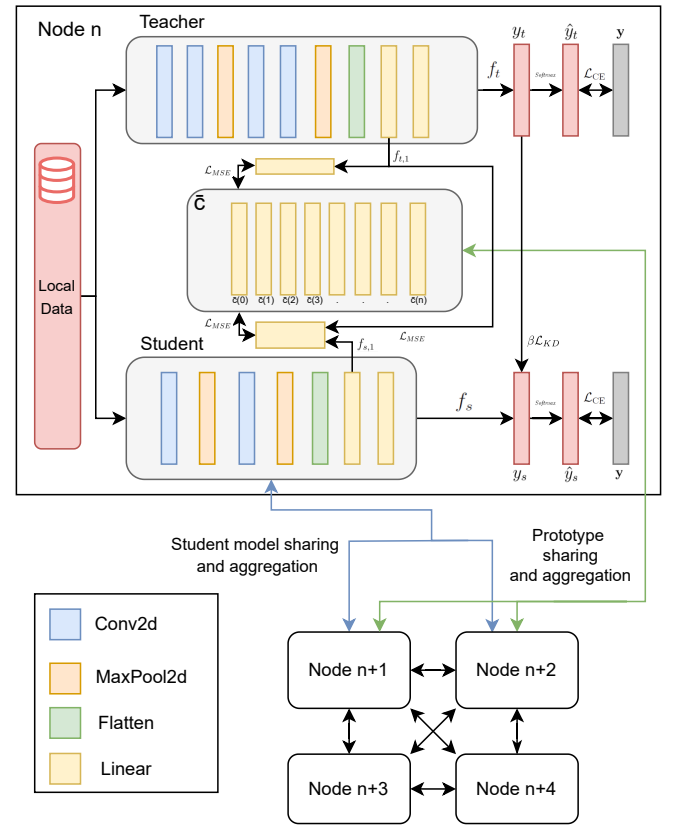 Node n
Teacher
f_t
y_t
Softmax
ŷ_t
ℒ_CE
y
f_{t,1}
ℒ_MSE
C̄
Local
Data
c̄(0) c̄(1) c̄(2) c̄(3) . . . c̄(n)
ℒ_MSE
ℒ_MSE
f_{s,1}
βℒ_KD
Student
f_s
Softmax
ℒ_CE
y_s
ŷ_s
y
Student model sharing
and aggregation
Prototype
sharing
and aggregation
Conv2d
MaxPool2d
Flatten
Linear
Node n+1
Node n+2
Node n+3
Node n+4